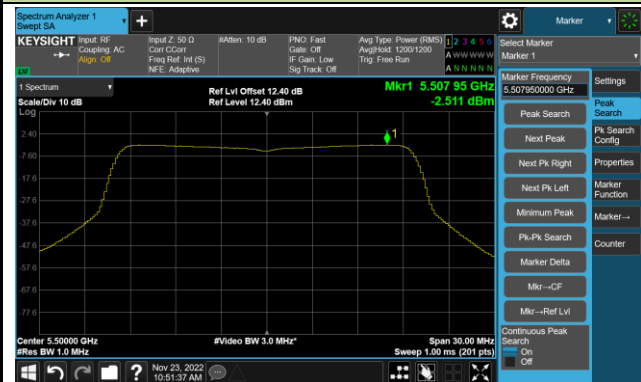 Spectrum Analyzer 1
Swept SA
+
Marker
KEYSIGHT
Input: RF
Coupling: AC
Align: Off
Input Z: 50 Ω
Corr CCorr
Freq Ref: Int (S)
NFE: Adaptive
#Atten: 10 dB
PNO: Fast
Gate: Off
IF Gain: Low
Sig Track: Off
Avg Type: Power (RMS)
Avg|Hold: 1200/1200
Trig: Free Run
1 2 3 4 5 6
A W W W W W
A N N N N N
LXI
Select Marker
Marker 1
1 Spectrum
Scale/Div 10 dB
Log
Ref Lvl Offset 12.40 dB
Ref Level 12.40 dBm
Mkr1 5.507 95 GHz
-2.511 dBm
2.40
-7.60
-17.6
-27.6
-37.6
-47.6
-57.6
-67.6
-77.6
1
Center 5.50000 GHz
#Res BW 1.0 MHz
#Video BW 3.0 MHz*
Span 30.00 MHz
Sweep 1.00 ms (201 pts)
Marker Frequency
5.507950000 GHz
Peak Search
Next Peak
Next Pk Right
Next Pk Left
Minimum Peak
Pk-Pk Search
Marker Delta
Mkr→CF
Mkr→Ref Lvl
Continuous Peak
Search
On
Off
Settings
Peak
Search
Pk Search
Config
Properties
Marker
Function
Marker→
Counter
?
Nov 23, 2022
10:51:37 AM